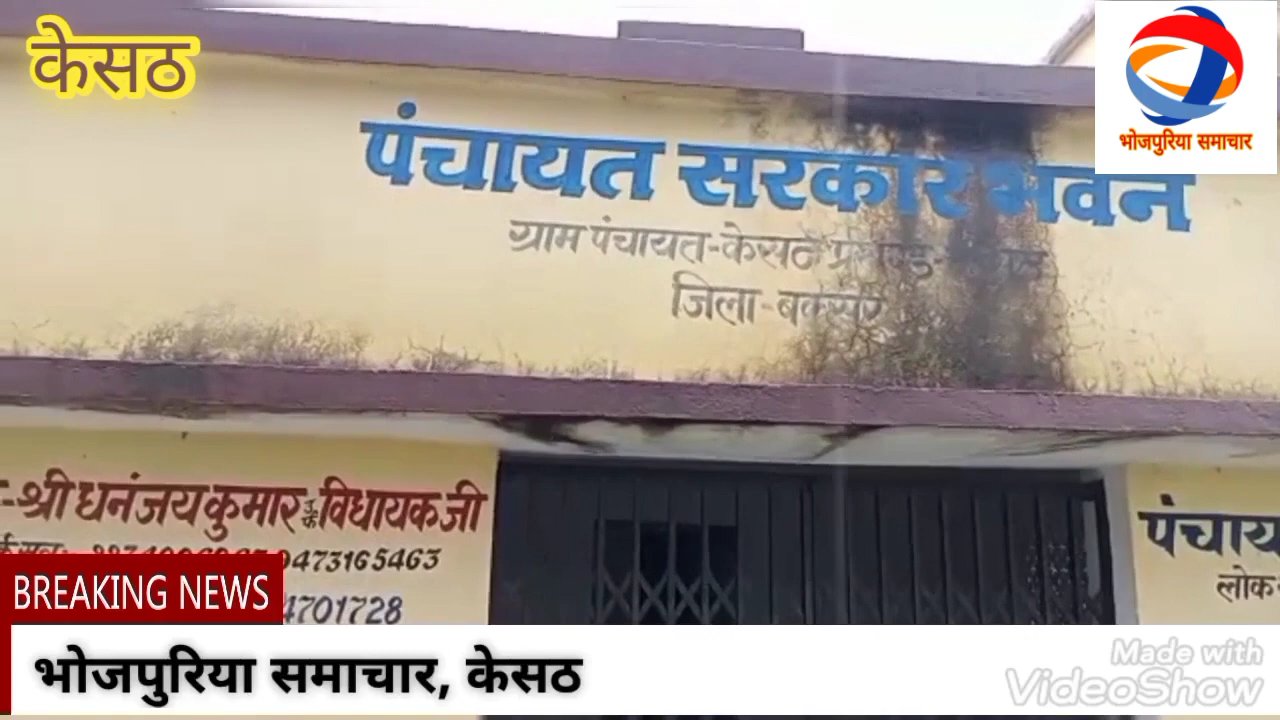 केसठ
भोजपुरिया समाचार
पंचायत सरकार भवन
ग्राम पंचायत-केसठ
जिला-बक्सर
श्री धनंजय कुमार उर्फ विधायक जी
9473165463
4701728
पंचाय
लोक
BREAKING NEWS
भोजपुरिया समाचार, केसठ
Made with
VideoShow